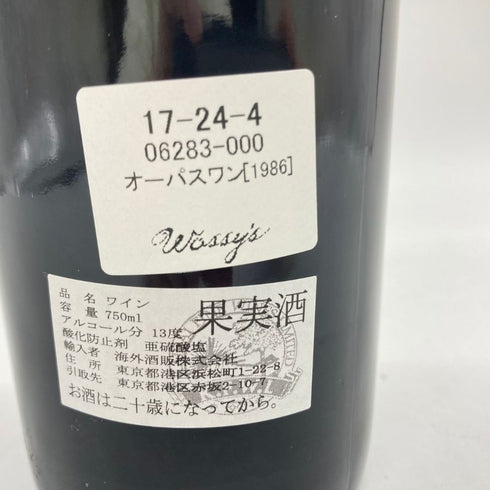 17-24-4
06283-000
オーパスワン[1986]
Wassy's
品名 ワイン
容量 750ml
アルコール分 13度
果実酒
酸化防止剤 亜硫酸塩
輸入者 海外酒販株式会社
住所 東京都港区浜松町1-22-8
引取先 東京都港区赤坂2-10-7
お酒は二十歳になってから。